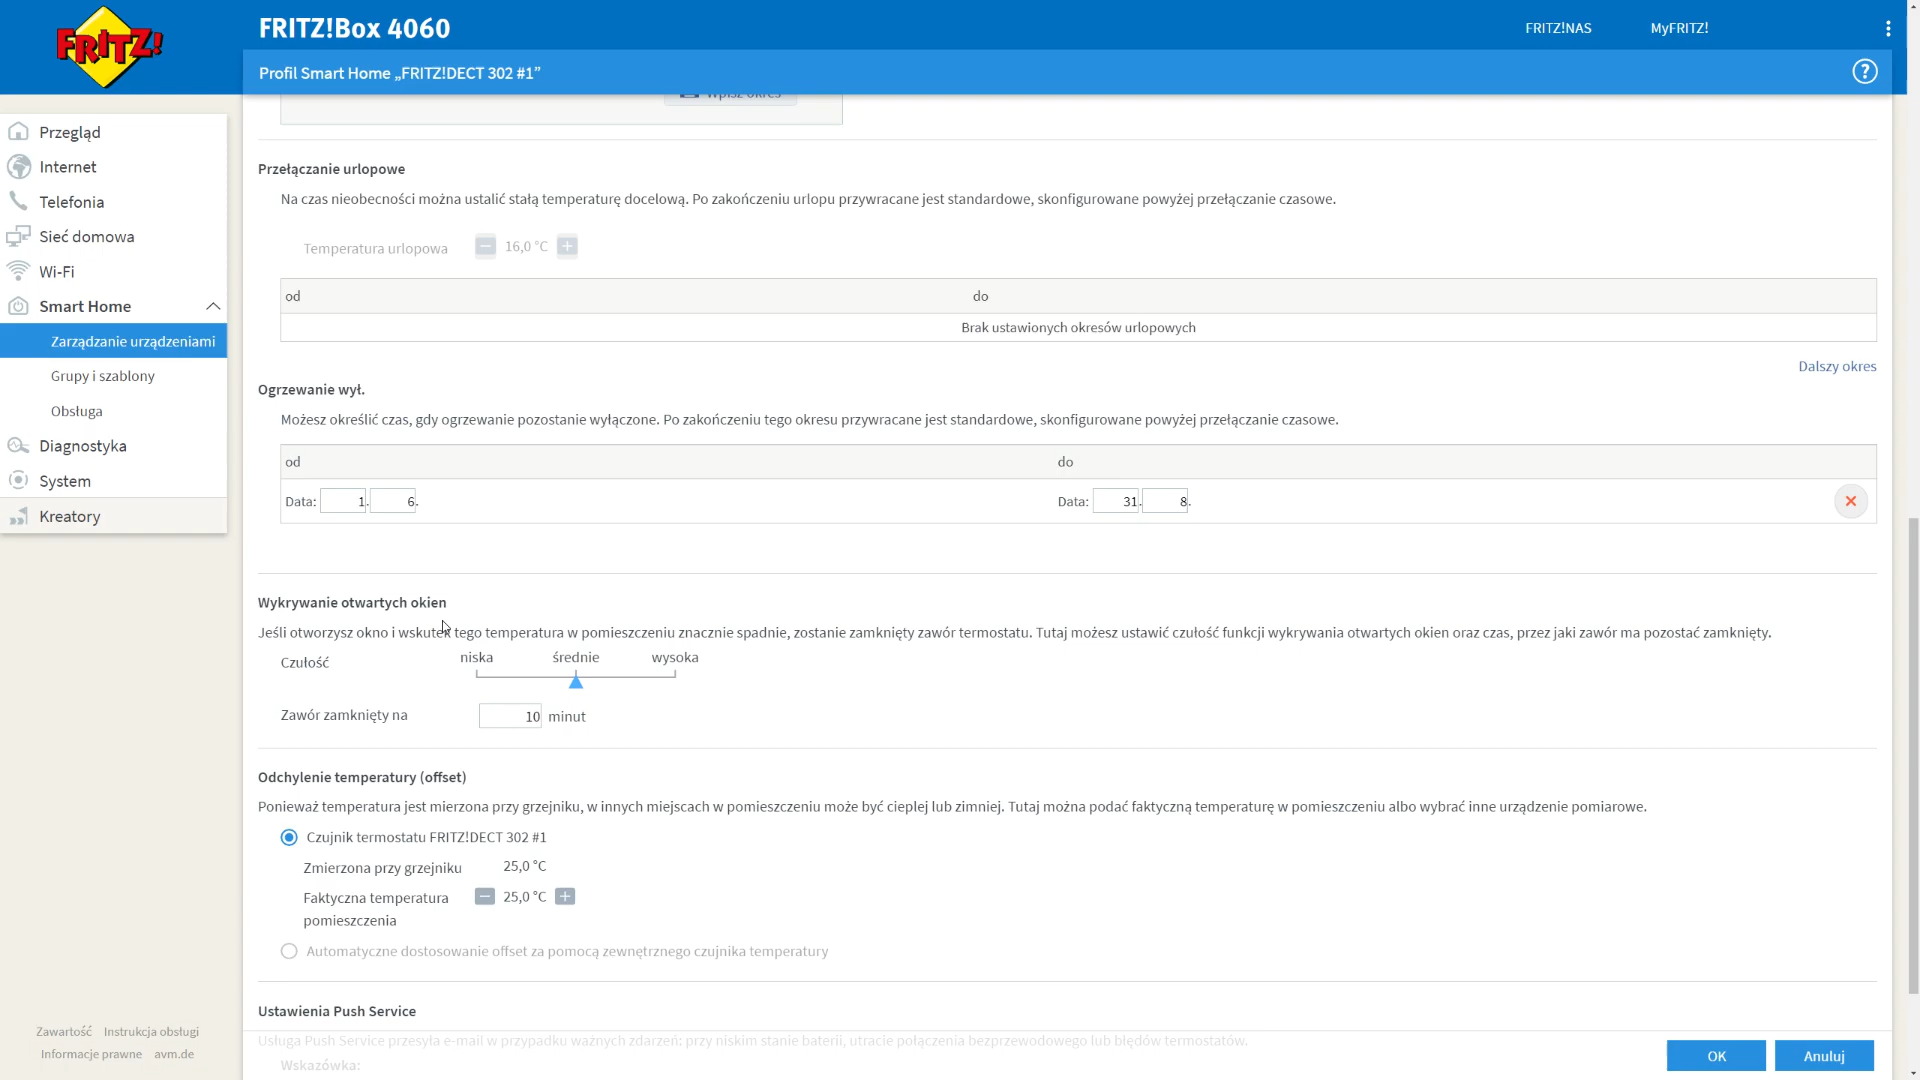 FRITZ!
FRITZ!Box 4060
FRITZ!NAS
MyFRITZ!
Profil Smart Home „FRITZ!DECT 302 #1”
Przegląd
Internet
Telefonia
Sieć domowa
Wi-Fi
Smart Home
Zarządzanie urządzeniami
Grupy i szablony
Obsługa
Diagnostyka
System
Kreatory
Zawartość Instrukcja obsługi
Informacje prawne avm.de
Wpisz okres
Przełączanie urlopowe
Na czas nieobecności można ustalić stałą temperaturę docelową. Po zakończeniu urlopu przywracane jest standardowe, skonfigurowane powyżej przełączanie czasowe.
Temperatura urlopowa 16,0 °C
od do
Brak ustawionych okresów urlopowych
Dalszy okres
Ogrzewanie wył.
Możesz określić czas, gdy ogrzewanie pozostanie wyłączone. Po zakończeniu tego okresu przywracane jest standardowe, skonfigurowane powyżej przełączanie czasowe.
od do
Data: 1. 6. Data: 31. 8.
Wykrywanie otwartych okien
Jeśli otworzysz okno i wskutek tego temperatura w pomieszczeniu znacznie spadnie, zostanie zamknięty zawór termostatu. Tutaj możesz ustawić czułość funkcji wykrywania otwartych okien oraz czas, przez jaki zawór ma pozostać zamknięty.
Czułość niska średnie wysoka
Zawór zamknięty na 10 minut
Odchylenie temperatury (offset)
Ponieważ temperatura jest mierzona przy grzejniku, w innych miejscach w pomieszczeniu może być cieplej lub zimniej. Tutaj można podać faktyczną temperaturę w pomieszczeniu albo wybrać inne urządzenie pomiarowe.
Czujnik termostatu FRITZ!DECT 302 #1
Zmierzona przy grzejniku 25,0 °C
Faktyczna temperatura 25,0 °C
pomieszczenia
Automatyczne dostosowanie offset za pomocą zewnętrznego czujnika temperatury
Ustawienia Push Service
Usługa Push Service przesyła e-mail w przypadku ważnych zdarzeń: przy niskim stanie baterii, utracie połączenia bezprzewodowego lub błędów termostatów.
Wskazówka:
OK Anuluj